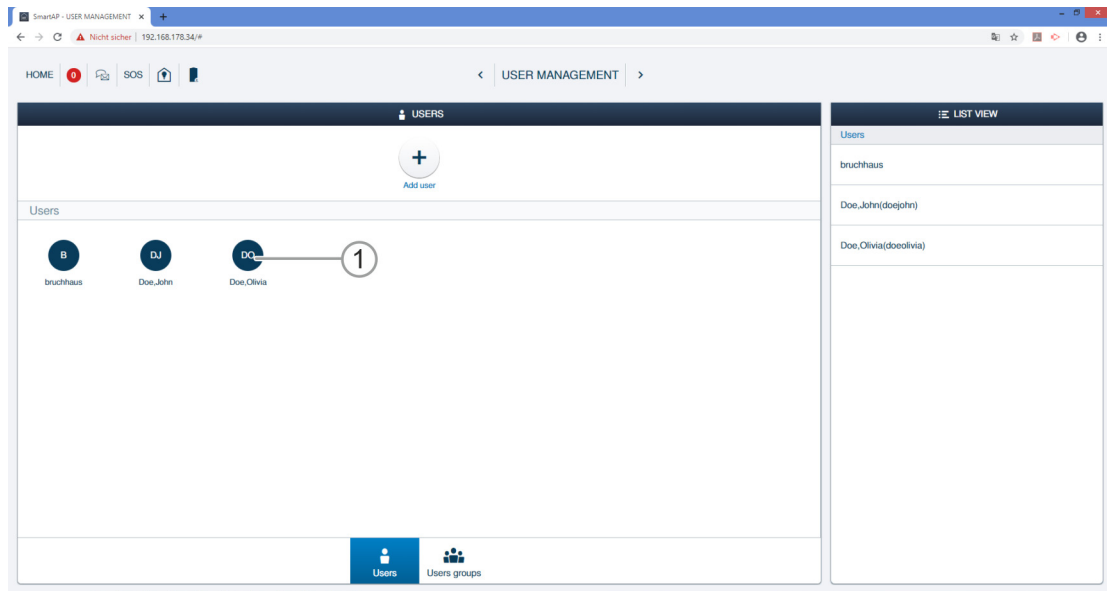 SmartAP - USER MANAGEMENT
Nicht sicher | 192.168.178.34/#
HOME 0 SOS
USER MANAGEMENT
USERS
Add user
Users
B DJ DO 1
bruchhaus Doe,John Doe,Olivia
Users Users groups
LIST VIEW
Users
bruchhaus
Doe,John(doejohn)
Doe,Olivia(doeolivia)